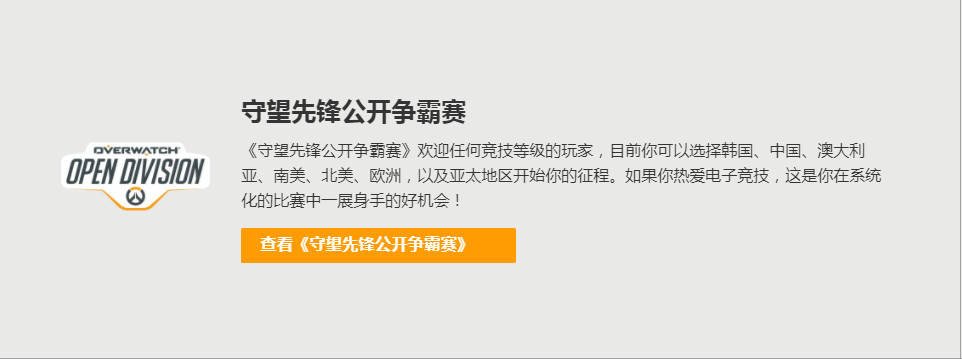 守望先锋公开争霸赛
OVERWATCH
OPEN DIVISION
《守望先锋公开争霸赛》欢迎任何竞技等级的玩家，目前你可以选择韩国、中国、澳大利
亚、南美、北美、欧洲，以及亚太地区开始你的征程。如果你热爱电子竞技，这是你在系统
化的比赛中一展身手的好机会！
查看《守望先锋公开争霸赛》